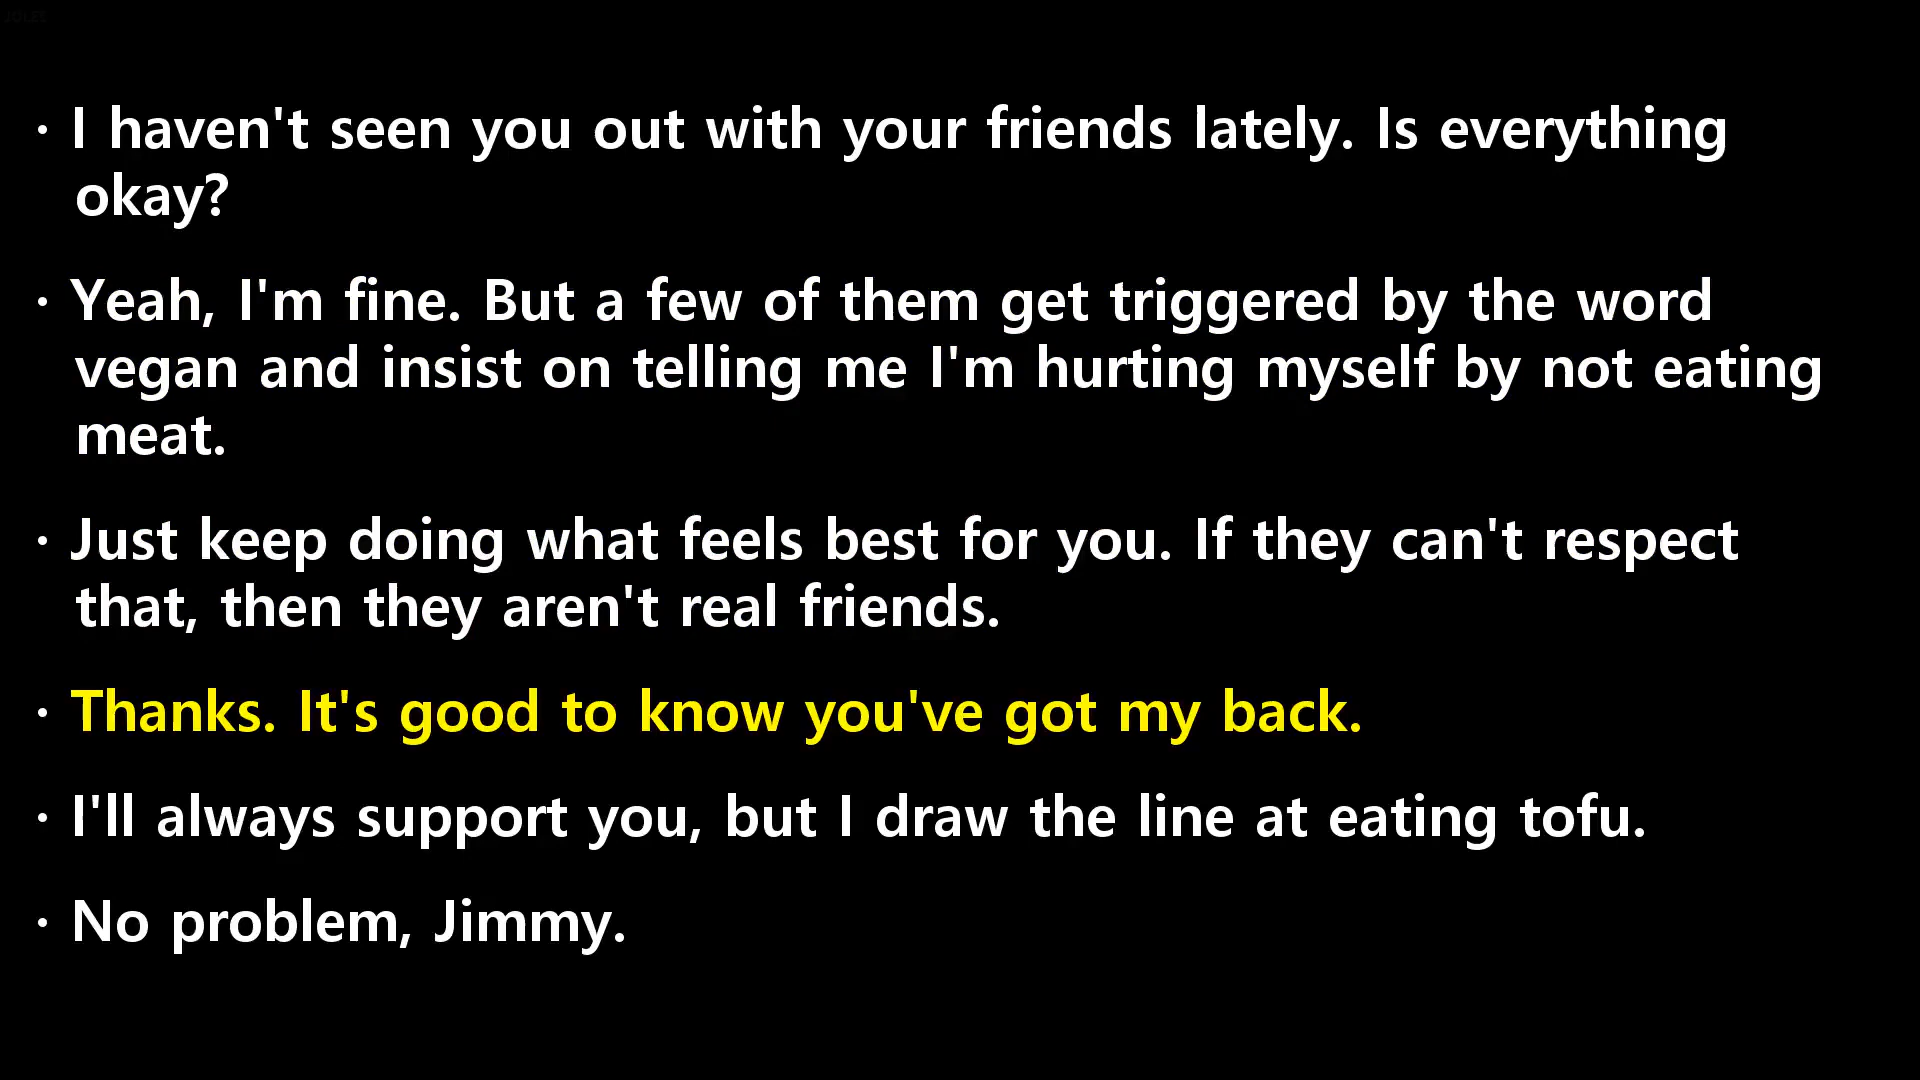 JOLEE
· I haven't seen you out with your friends lately. Is everything
okay?
· Yeah, I'm fine. But a few of them get triggered by the word
vegan and insist on telling me I'm hurting myself by not eating
meat.
· Just keep doing what feels best for you. If they can't respect
that, then they aren't real friends.
· Thanks. It's good to know you've got my back.
· I'll always support you, but I draw the line at eating tofu.
· No problem, Jimmy.